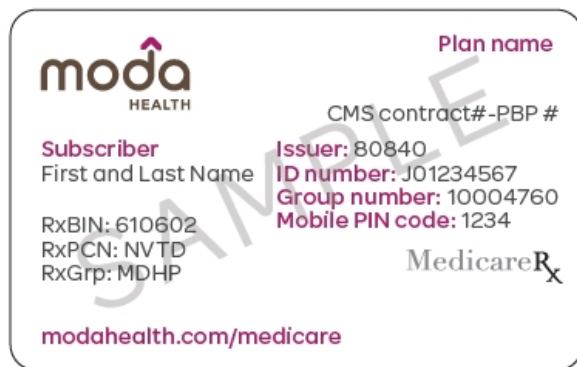 Plan name
moda
HEALTH
CMS contract#-PBP #
Subscriber
First and Last Name
Issuer: 80840
ID number: J01234567
Group number: 10004760
Mobile PIN code: 1234
RxBIN: 610602
RxPCN: NVTD
RxGrp: MDHP
MedicareRx
modahealth.com/medicare
SAMPLE